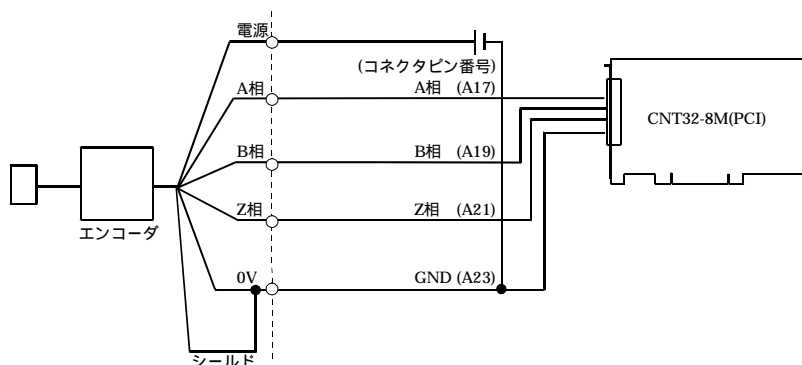 電源
(コネクタピン番号)
A相
A相 (A17)
CNT32-8M(PCI)
B相
B相 (A19)
Z相
Z相 (A21)
エンコーダ
0V
GND (A23)
シールド